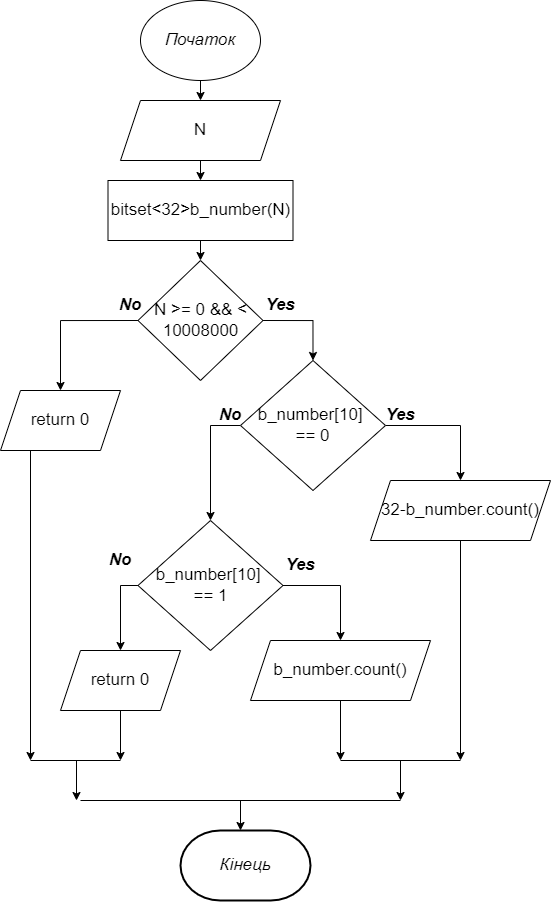 Початок
N
bitset<32>b_number(N)
No
N >= 0 && <
10008000
Yes
return 0
No
b_number[10]
== 0
Yes
32-b_number.count()
No
b_number[10]
== 1
Yes
return 0
b_number.count()
Кінець